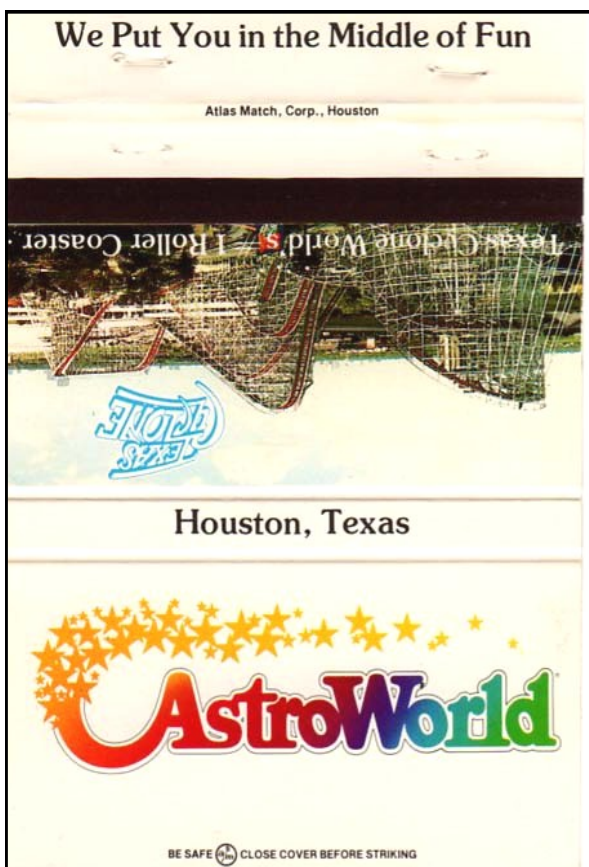 We Put You in the Middle of Fun
Atlas Match, Corp., Houston
Texas Cyclone World's #1 Roller Coaster
TEXAS
CYCLONE
Houston, Texas
AstroWorld
BE SAFE CLOSE COVER BEFORE STRIKING